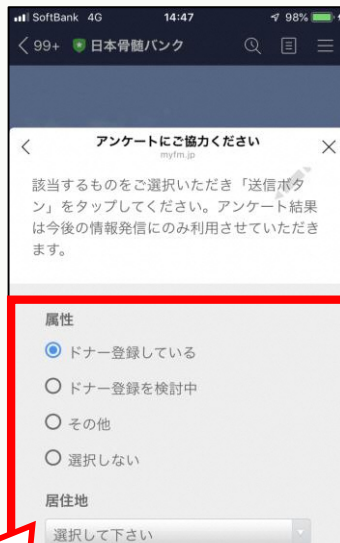 SoftBank 4G 14:47 98%
99+ 日本骨髄バンク
アンケートにご協力ください
myfm.jp
該当するものをご選択いただき「送信ボタ
ン」をタップしてください。アンケート結果
は今後の情報発信にのみ利用させていただき
ます。
属性
ドナー登録している
ドナー登録を検討中
その他
選択しない
居住地
選択して下さい